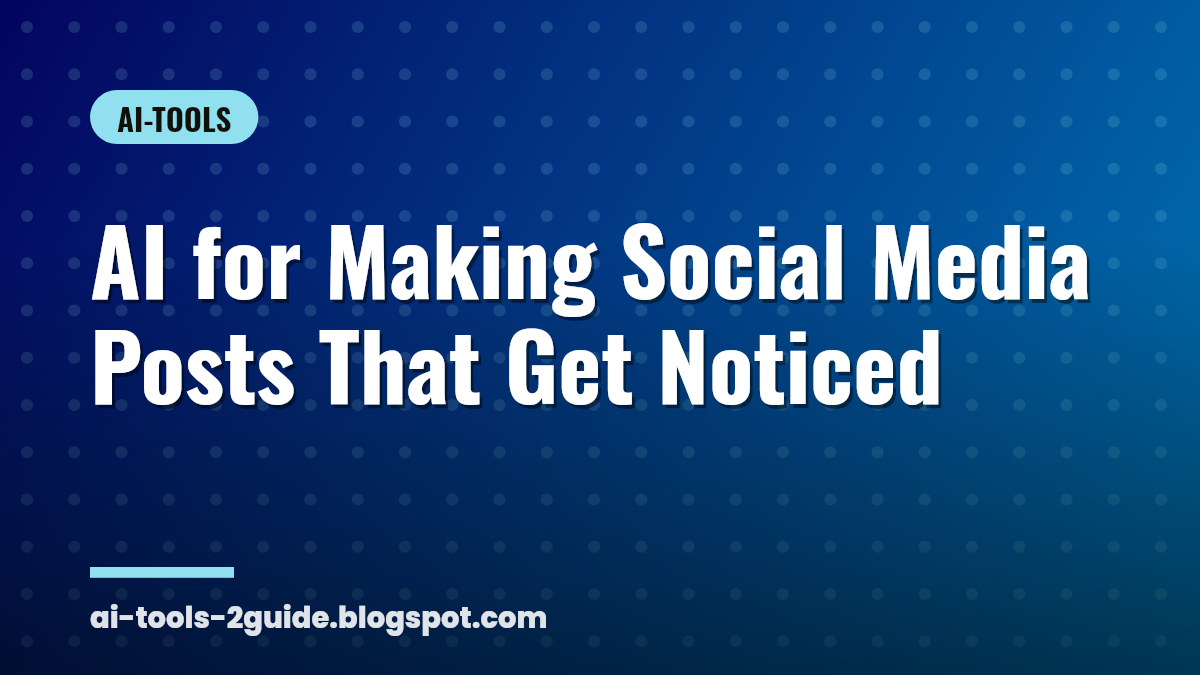 AI-TOOLS
AI for Making Social Media
Posts That Get Noticed
ai-tools-2guide.blogspot.com